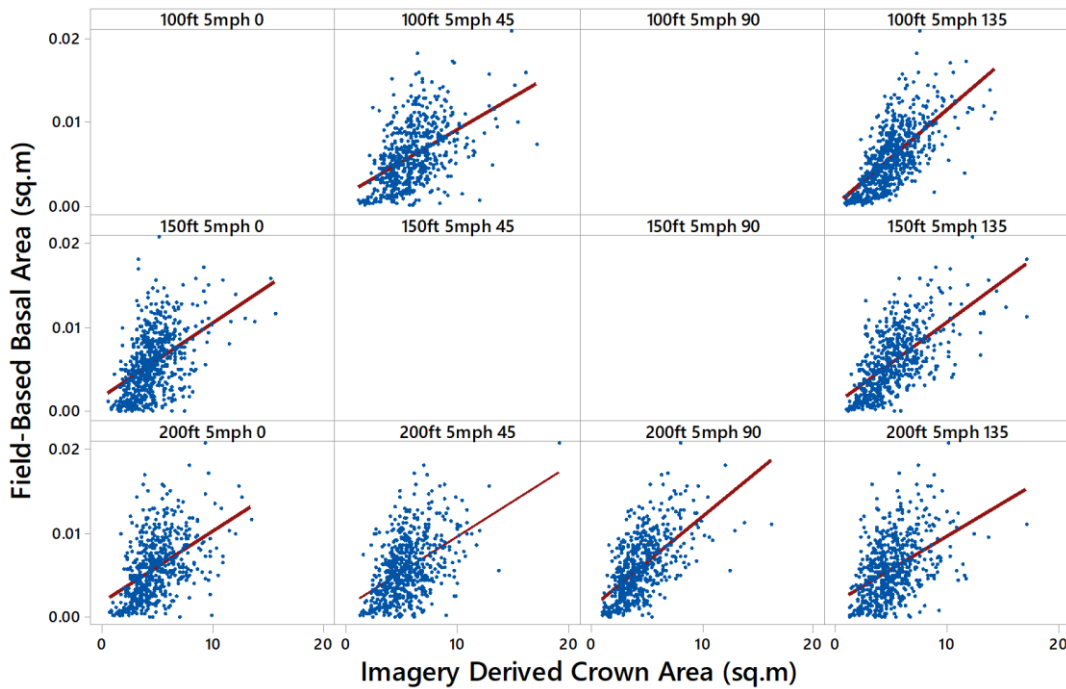 100ft 5mph 0 100ft 5mph 45 100ft 5mph 90 100ft 5mph 135
0.02
0.01
0.00
150ft 5mph 0 150ft 5mph 45 150ft 5mph 90 150ft 5mph 135
0.02
0.01
0.00
200ft 5mph 0 200ft 5mph 45 200ft 5mph 90 200ft 5mph 135
0.02
0.01
0.00
0 10 20 0 10 20 0 10 20 0 10 20
Field-Based Basal Area (sq.m)
Imagery Derived Crown Area (sq.m)